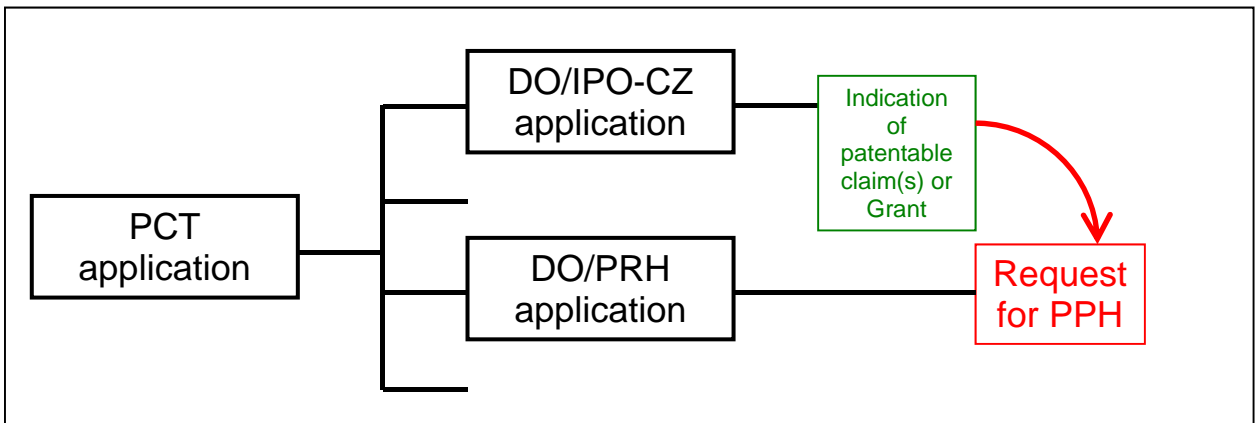 DO/IPO-CZ
application
Indication
of
patentable
claim(s) or
Grant
PCT
application
DO/PRH
application
Request
for PPH